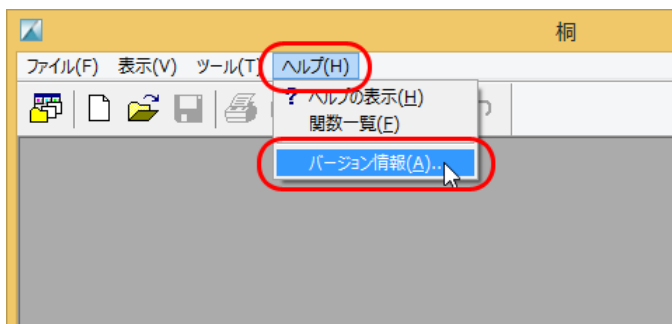 桐
ファイル(F) 表示(V) ツール(T) ヘルプ(H)
? ヘルプの表示(H)
関数一覧(F)
バージョン情報(A)...